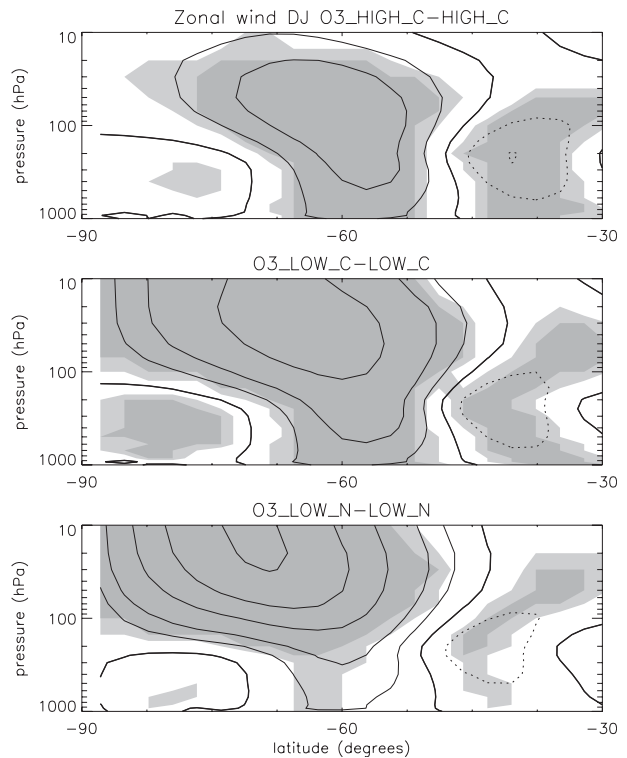 Zonal wind DJ O3_HIGH_C-HIGH_C
10
100
1000
pressure (hPa)
-90
-60
-30
O3_LOW_C-LOW_C
10
100
1000
pressure (hPa)
-90
-60
-30
O3_LOW_N-LOW_N
10
100
1000
pressure (hPa)
-90
-60
-30
latitude (degrees)